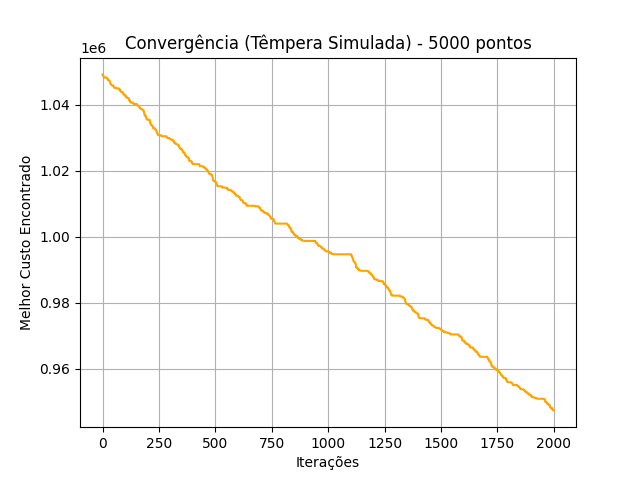 Convergência (Têmpera Simulada) - 5000 pontos
1e6
1.04
1.02
1.00
0.98
0.96
Melhor Custo Encontrado
0 250 500 750 1000 1250 1500 1750 2000
Iterações